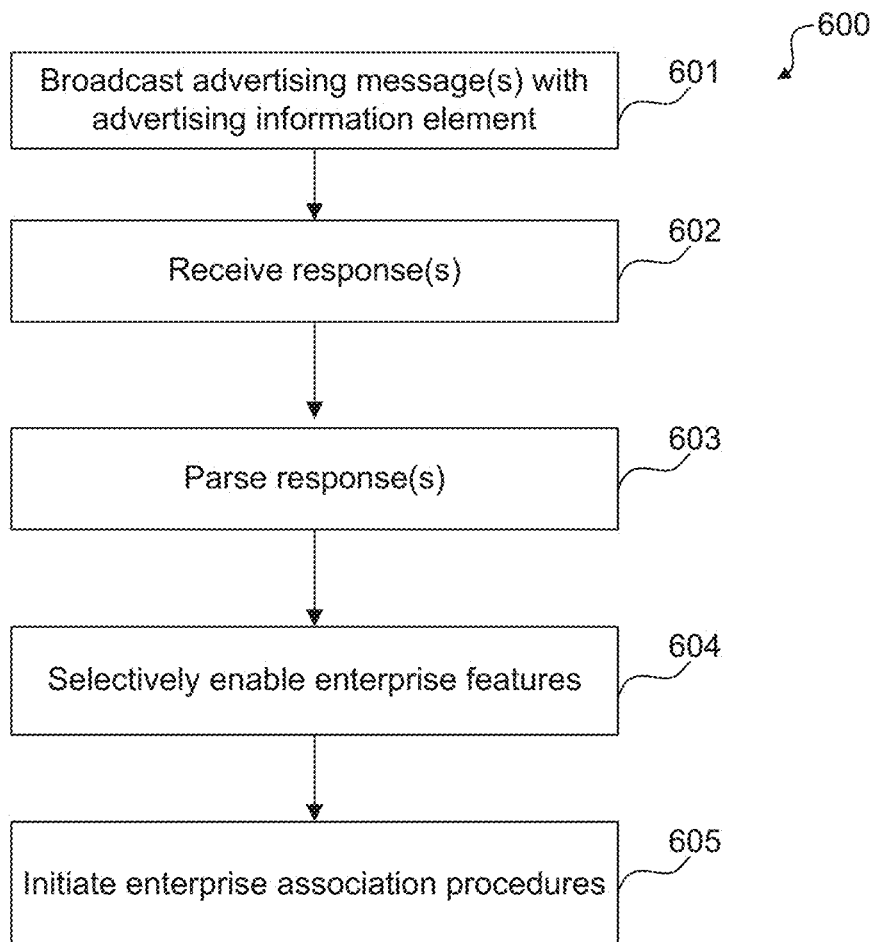 600
Broadcast advertising message(s) with
advertising information element
601
Receive response(s)
602
Parse response(s)
603
Selectively enable enterprise features
604
Initiate enterprise association procedures
605